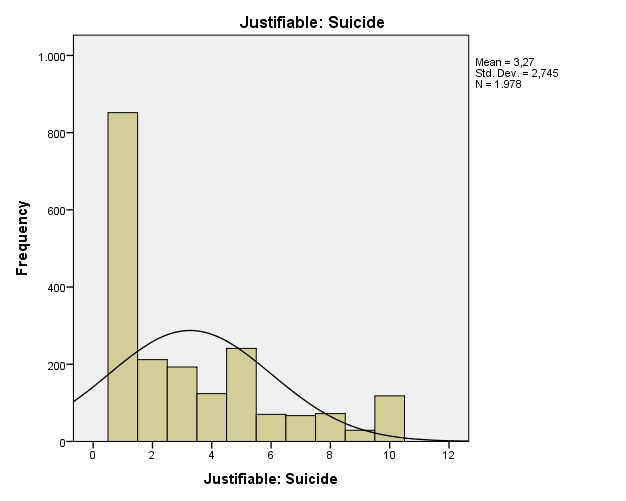 Justifiable: Suicide
Mean = 3,27
Std. Dev. = 2,745
N = 1.978
1.000
800
600
400
200
0
Frequency
0 2 4 6 8 10 12
Justifiable: Suicide